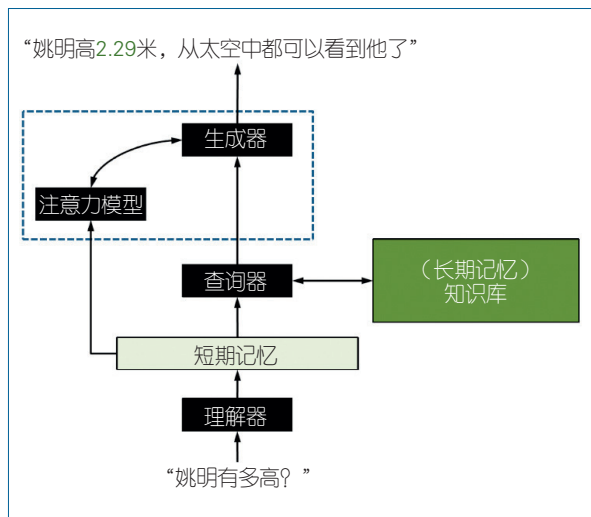 “姚明高2.29米，从太空中都可以看到他了”
生成器
注意力模型
（长期记忆）
知识库
查询器
短期记忆
理解器
“姚明有多高？”